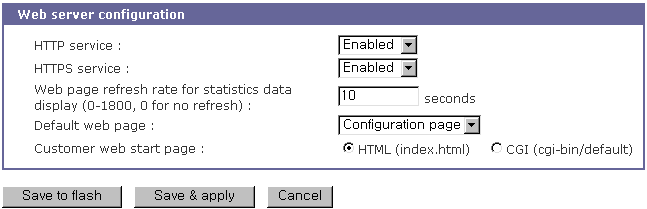 Web server configuration
HTTP service : Enabled
HTTPS service : Enabled
Web page refresh rate for statistics data
display (0-1800, 0 for no refresh) : 10 seconds
Default web page : Configuration page
Customer web start page : HTML (index.html) CGI (cgi-bin/default)
Save to flash Save & apply Cancel